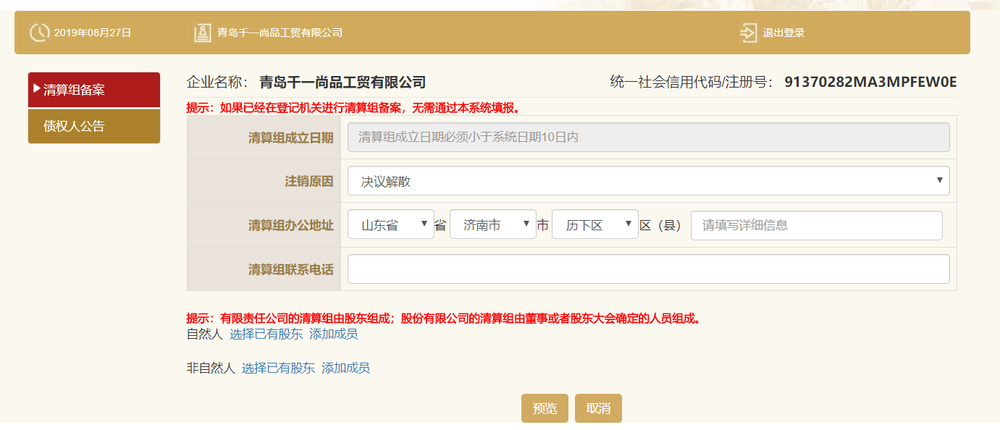 2019年08月27日 青岛千一尚品工贸有限公司 退出登录
清算组备案
债权人公告
企业名称： 青岛千一尚品工贸有限公司 统一社会信用代码/注册号： 91370282MA3MPFEW0E
提示：如果已经在登记机关进行清算组备案，无需通过本系统填报。
清算组成立日期 清算组成立日期必须小于系统日期10日内
注销原因 决议解散
清算组办公地址 山东省 省 济南市 市 历下区 区（县） 请填写详细信息
清算组联系电话
提示：有限责任公司的清算组由股东组成；股份有限公司的清算组由董事或者股东大会确定的人员组成。
自然人 选择已有股东 添加成员
非自然人 选择已有股东 添加成员
预览 取消